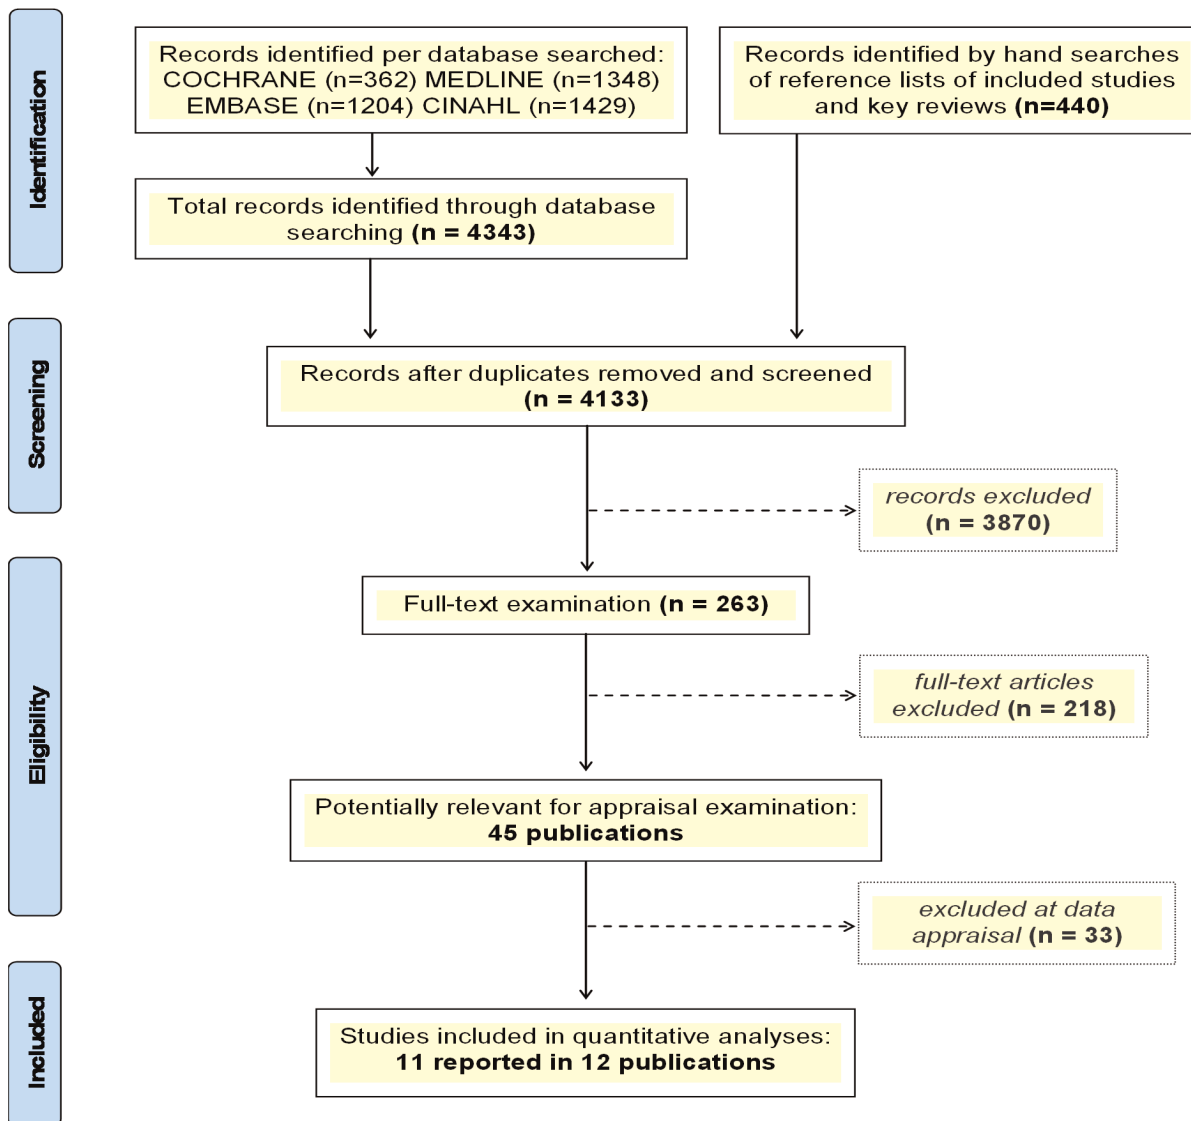 Identification
Records identified per database searched:
COCHRANE (n=362) MEDLINE (n=1348)
EMBASE (n=1204) CINAHL (n=1429)
Records identified by hand searches
of reference lists of included studies
and key reviews (n=440)
Total records identified through database
searching (n = 4343)
Screening
Records after duplicates removed and screened
(n = 4133)
records excluded
(n = 3870)
Eligibility
Full-text examination (n = 263)
full-text articles
excluded (n = 218)
Potentially relevant for appraisal examination:
45 publications
excluded at data
appraisal (n = 33)
Included
Studies included in quantitative analyses:
11 reported in 12 publications